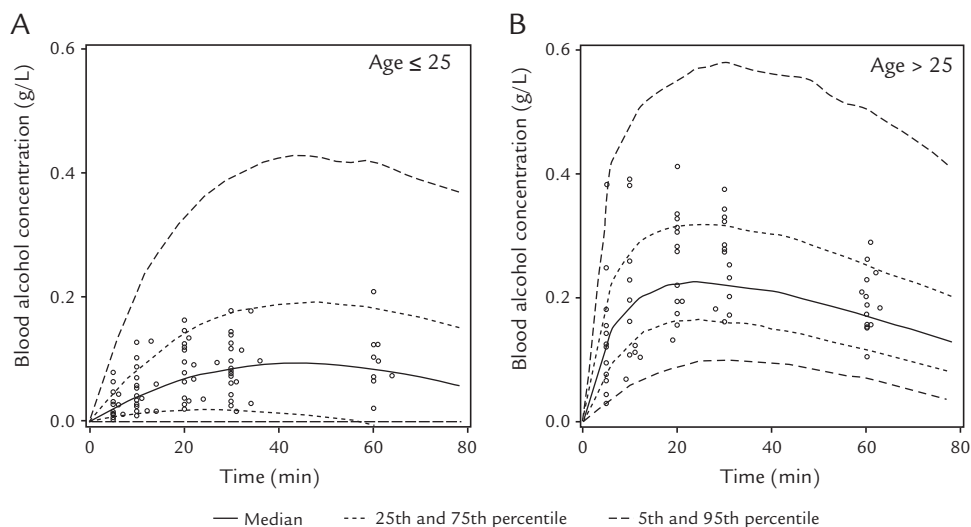 A
Blood alcohol concentration (g/L)
0.6
0.4
0.2
0.0
Age ≤ 25
0
20
40
60
80
Time (min)
B
Blood alcohol concentration (g/L)
0.6
0.4
0.2
0.0
Age > 25
0
20
40
60
80
Time (min)
Median
25th and 75th percentile
5th and 95th percentile